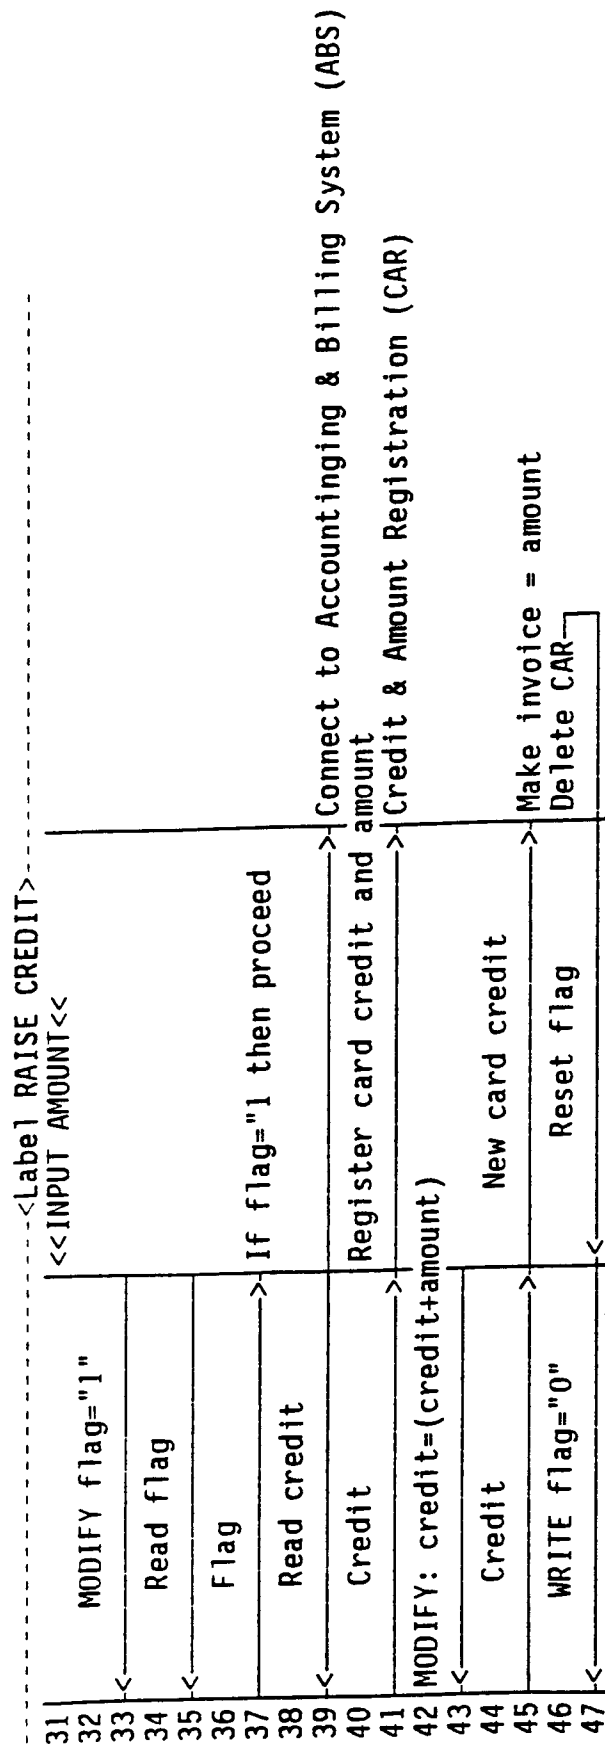 <Label RAISE CREDIT>
31 <<INPUT AMOUNT<<
32 MODIFY flag="1"
33
34 Read flag
35
36 Flag
37 If flag="1 then proceed
38 Read credit
39 Connect to Accountinging & Billing System (ABS)
40 Credit Register card credit and amount
41 Credit & Amount Registration (CAR)
42 MODIFY: credit=(credit+amount)
43
44 Credit New card credit
45 Make invoice = amount
46 WRITE flag="0" Reset flag Delete CAR
47